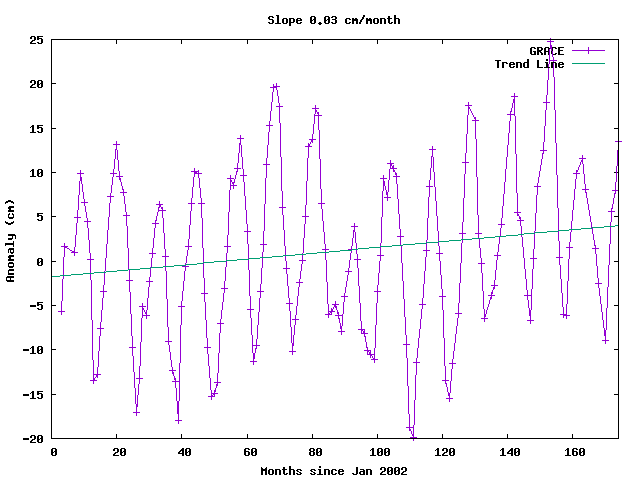 Slope 0.03 cm/month
25
20
15
10
5
0
-5
-10
-15
-20
Anomaly (cm)
GRACE
Trend Line
0 20 40 60 80 100 120 140 160
Months since Jan 2002